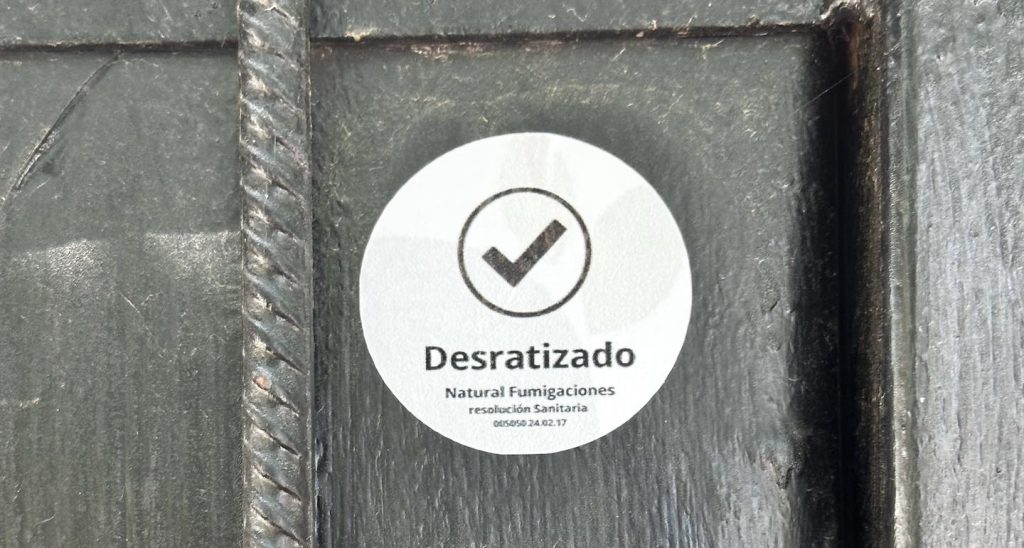 Desratizado
Natural Fumigaciones
resolución Sanitaria
005050 24.02.17